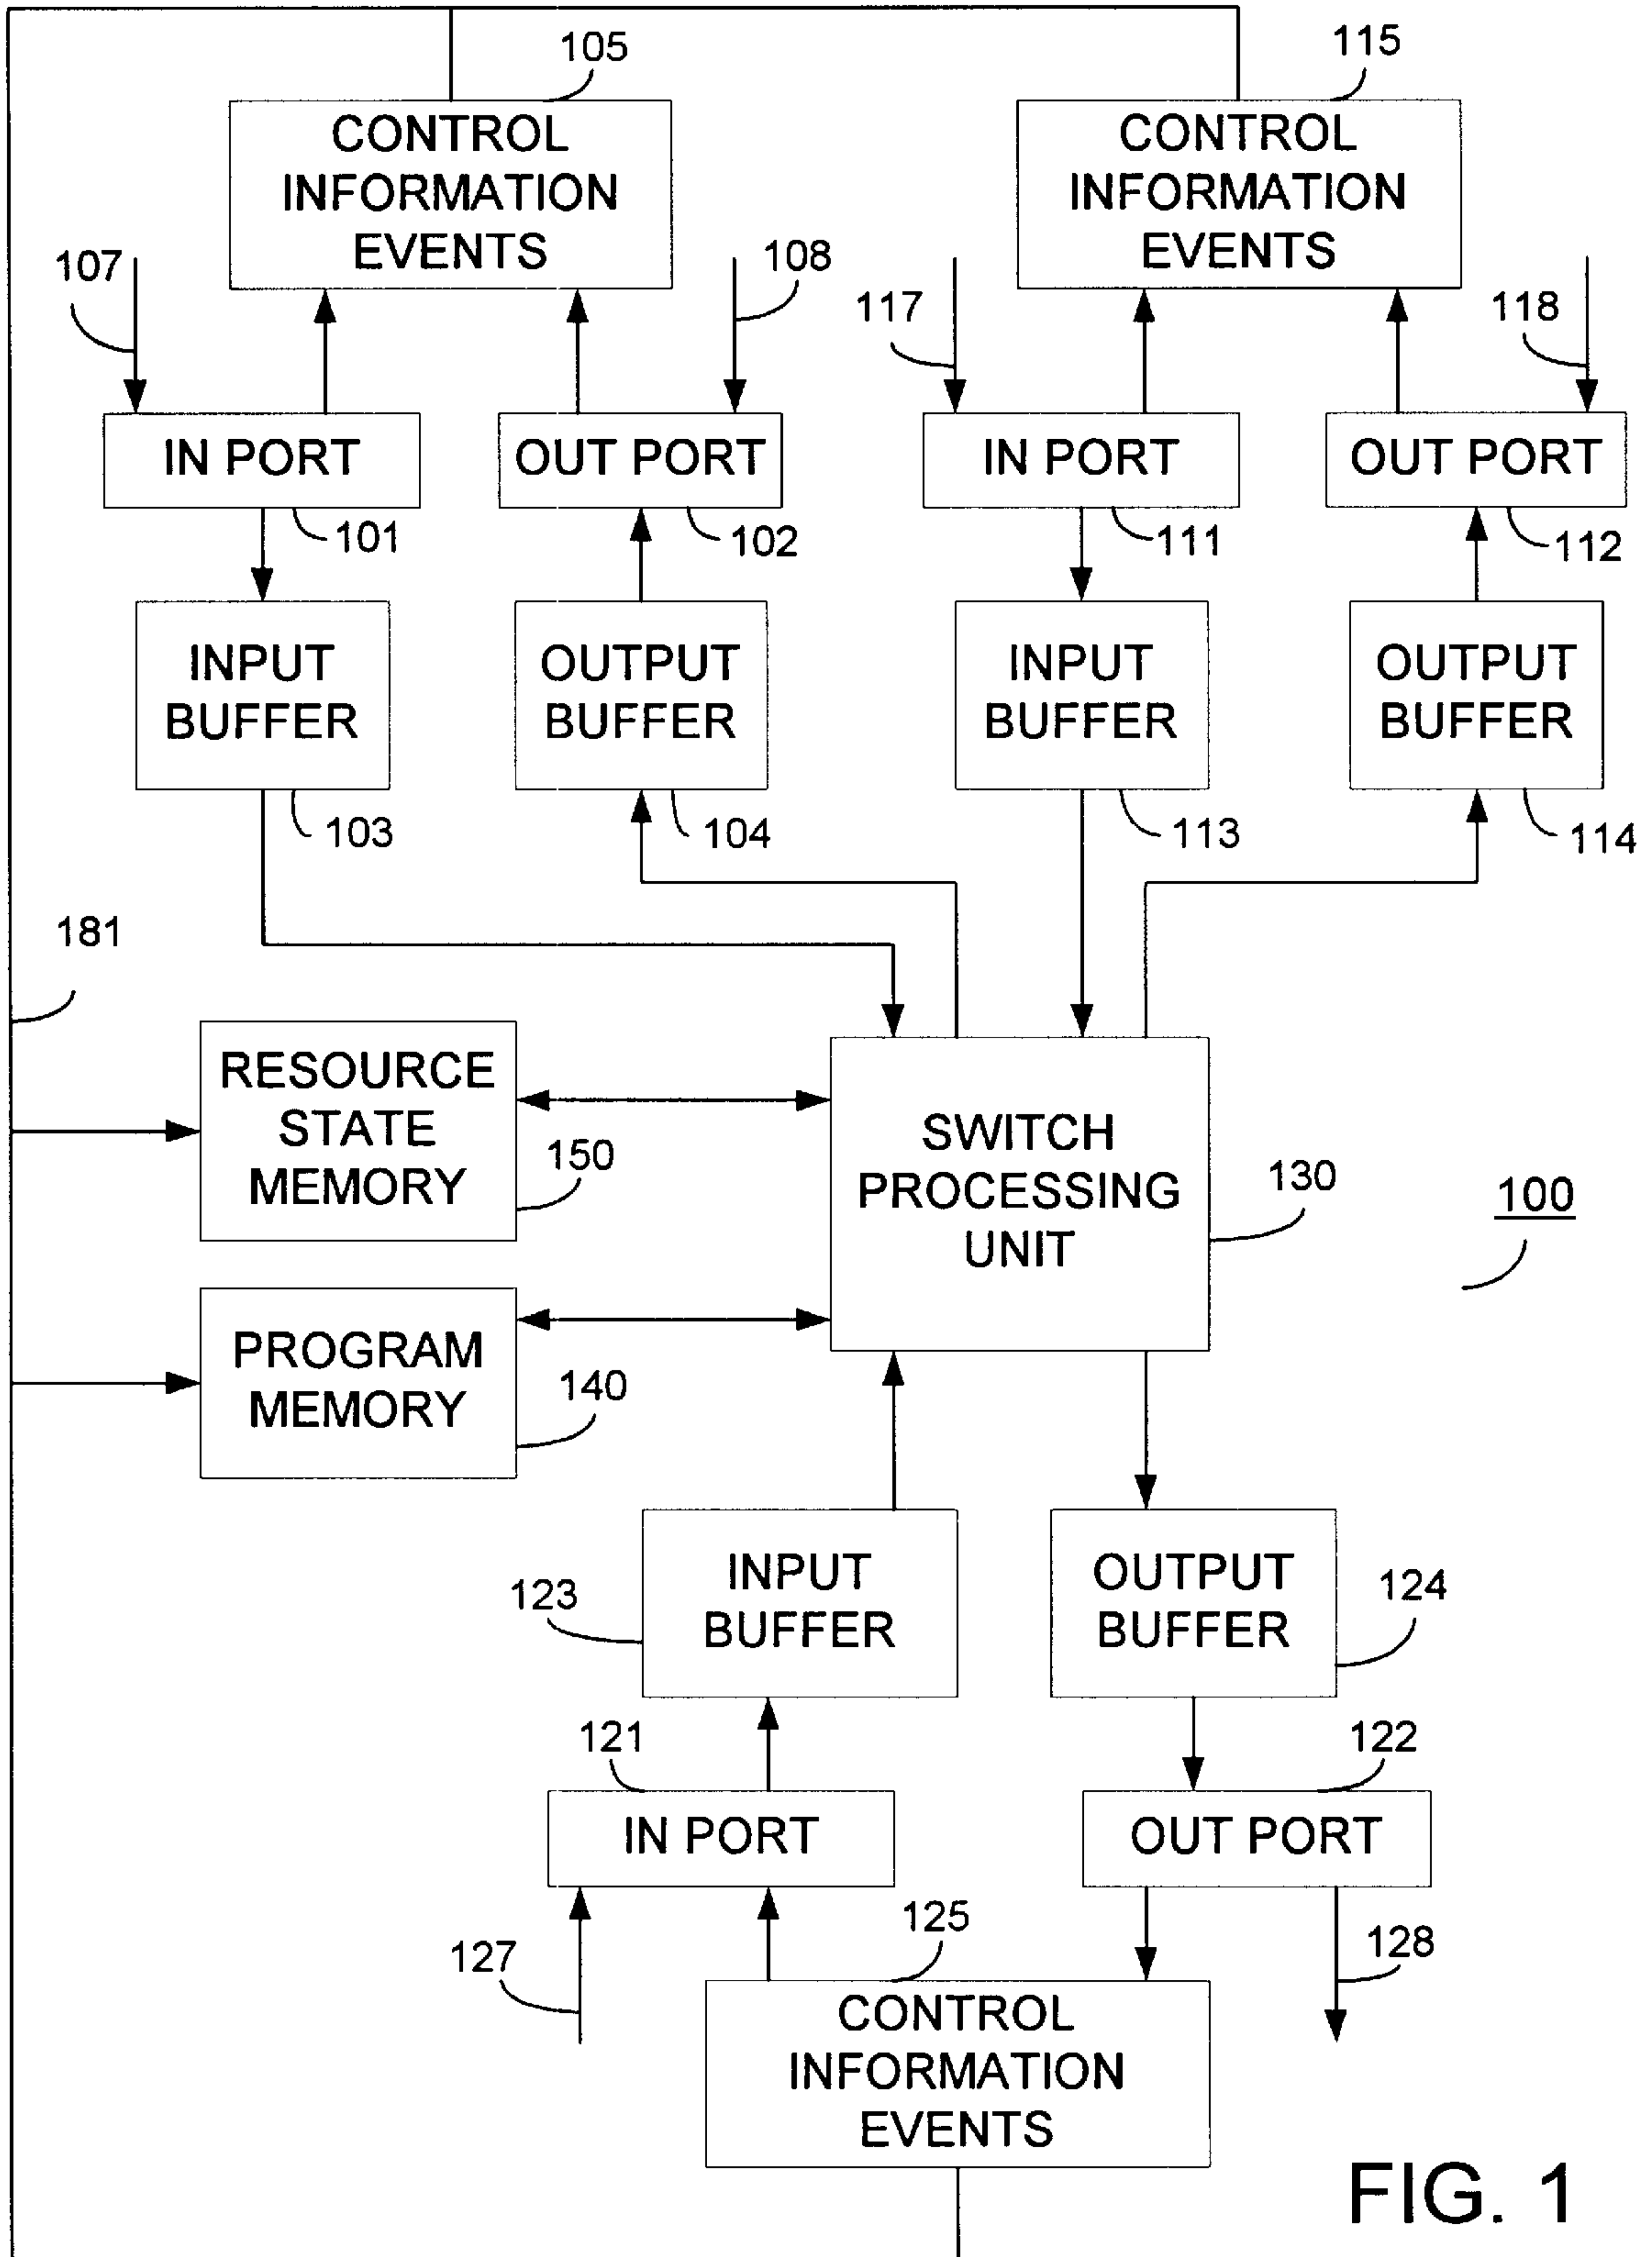 105
115
CONTROL
INFORMATION
EVENTS
CONTROL
INFORMATION
EVENTS
107
108
117
118
IN PORT
OUT PORT
IN PORT
OUT PORT
101
102
111
112
INPUT
BUFFER
OUTPUT
BUFFER
INPUT
BUFFER
OUTPUT
BUFFER
103
104
113
114
181
RESOURCE
STATE
MEMORY
150
SWITCH
PROCESSING
UNIT
130
100
PROGRAM
MEMORY
140
INPUT
BUFFER
123
OUTPUT
BUFFER
124
121
122
IN PORT
OUT PORT
125
127
128
CONTROL
INFORMATION
EVENTS
FIG. 1